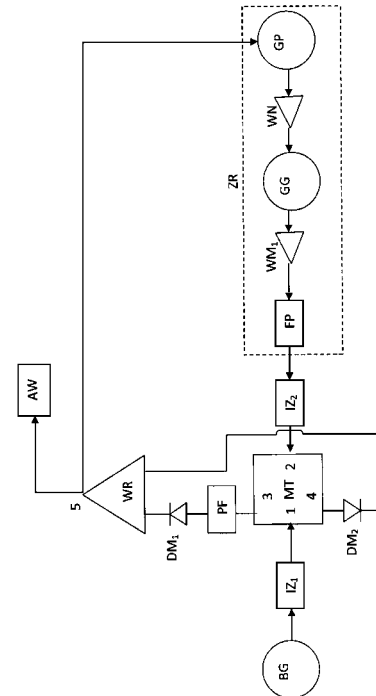 AW
5
WR
DM₁
PF
3
MT
1
2
4
DM₂
BG
IZ₁
IZ₂
FP
WM₁
GG
WN
GP
ZR